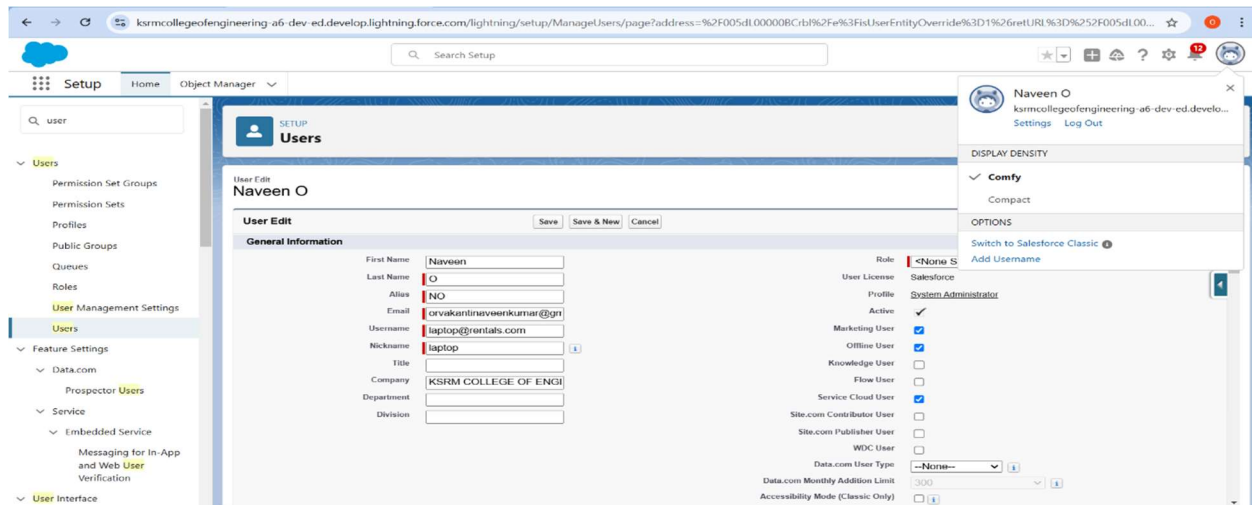 ksrmcollegeofengineering-a6-dev-ed.develop.lightning.force.com/lightning/setup/ManageUsers/page?address=%2F005dL00000BCrbl%2Fe%3FisUserEntityOverride%3D1%26retURL%3D%252F005dL00...
O
Search Setup
12
Setup
Home
Object Manager
user
Users
Permission Set Groups
Permission Sets
Profiles
Public Groups
Queues
Roles
User Management Settings
Users
Feature Settings
Data.com
Prospector Users
Service
Embedded Service
Messaging for In-App
and Web User
Verification
User Interface
SETUP
Users
User Edit
Naveen O
User Edit
Save
Save & New
Cancel
General Information
First Name Naveen
Last Name O
Alias NO
Email orvakantinaveenkumar@gm
Username laptop@rentals.com
Nickname laptop
Title
Company KSRM COLLEGE OF ENGI
Department
Division
Role <None S
User License Salesforce
Profile System Administrator
Active
Marketing User
Offline User
Knowledge User
Flow User
Service Cloud User
Site.com Contributor User
Site.com Publisher User
WDC User
Data.com User Type --None--
Data.com Monthly Addition Limit 300
Accessibility Mode (Classic Only)
Naveen O
ksrmcollegeofengineering-a6-dev-ed.develo...
Settings Log Out
DISPLAY DENSITY
Comfy
Compact
OPTIONS
Switch to Salesforce Classic
Add Username